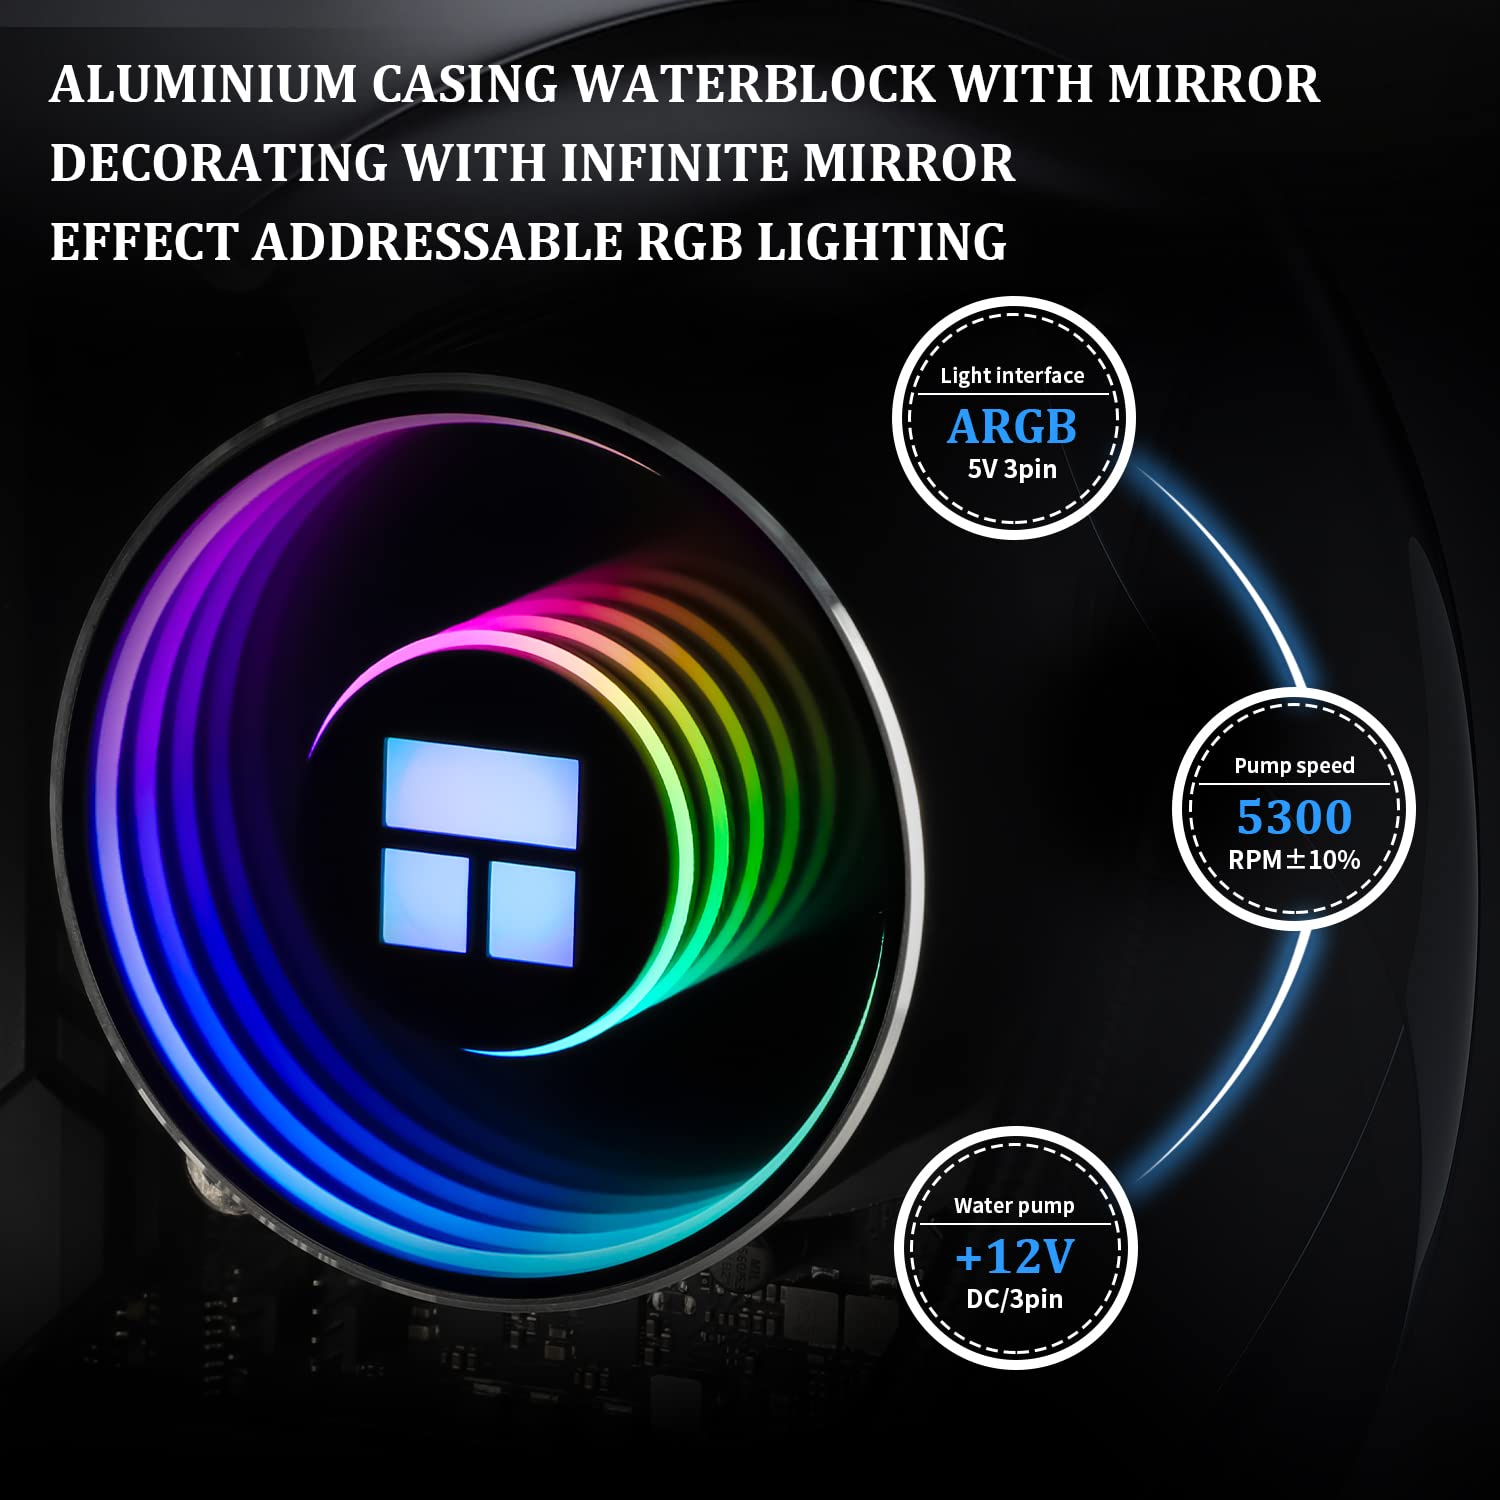 ALUMINIUM CASING WATERBLOCK WITH MIRROR
DECORATING WITH INFINITE MIRROR
EFFECT ADDRESSABLE RGB LIGHTING
Light interface
ARGB
5V 3pin
Pump speed
5300
RPM±10%
Water pump
+12V
DC/3pin